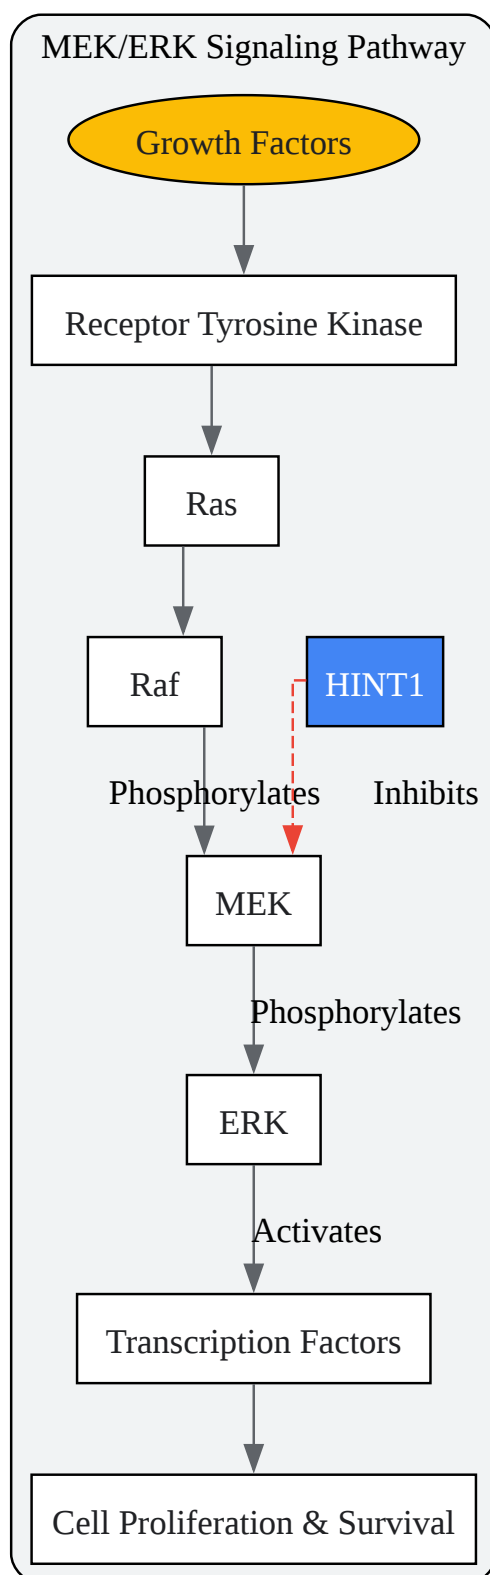 MEK/ERK Signaling Pathway
Growth Factors
Receptor Tyrosine Kinase
Ras
Raf
HINT1
Phosphorylates
Inhibits
MEK
Phosphorylates
ERK
Activates
Transcription Factors
Cell Proliferation & Survival